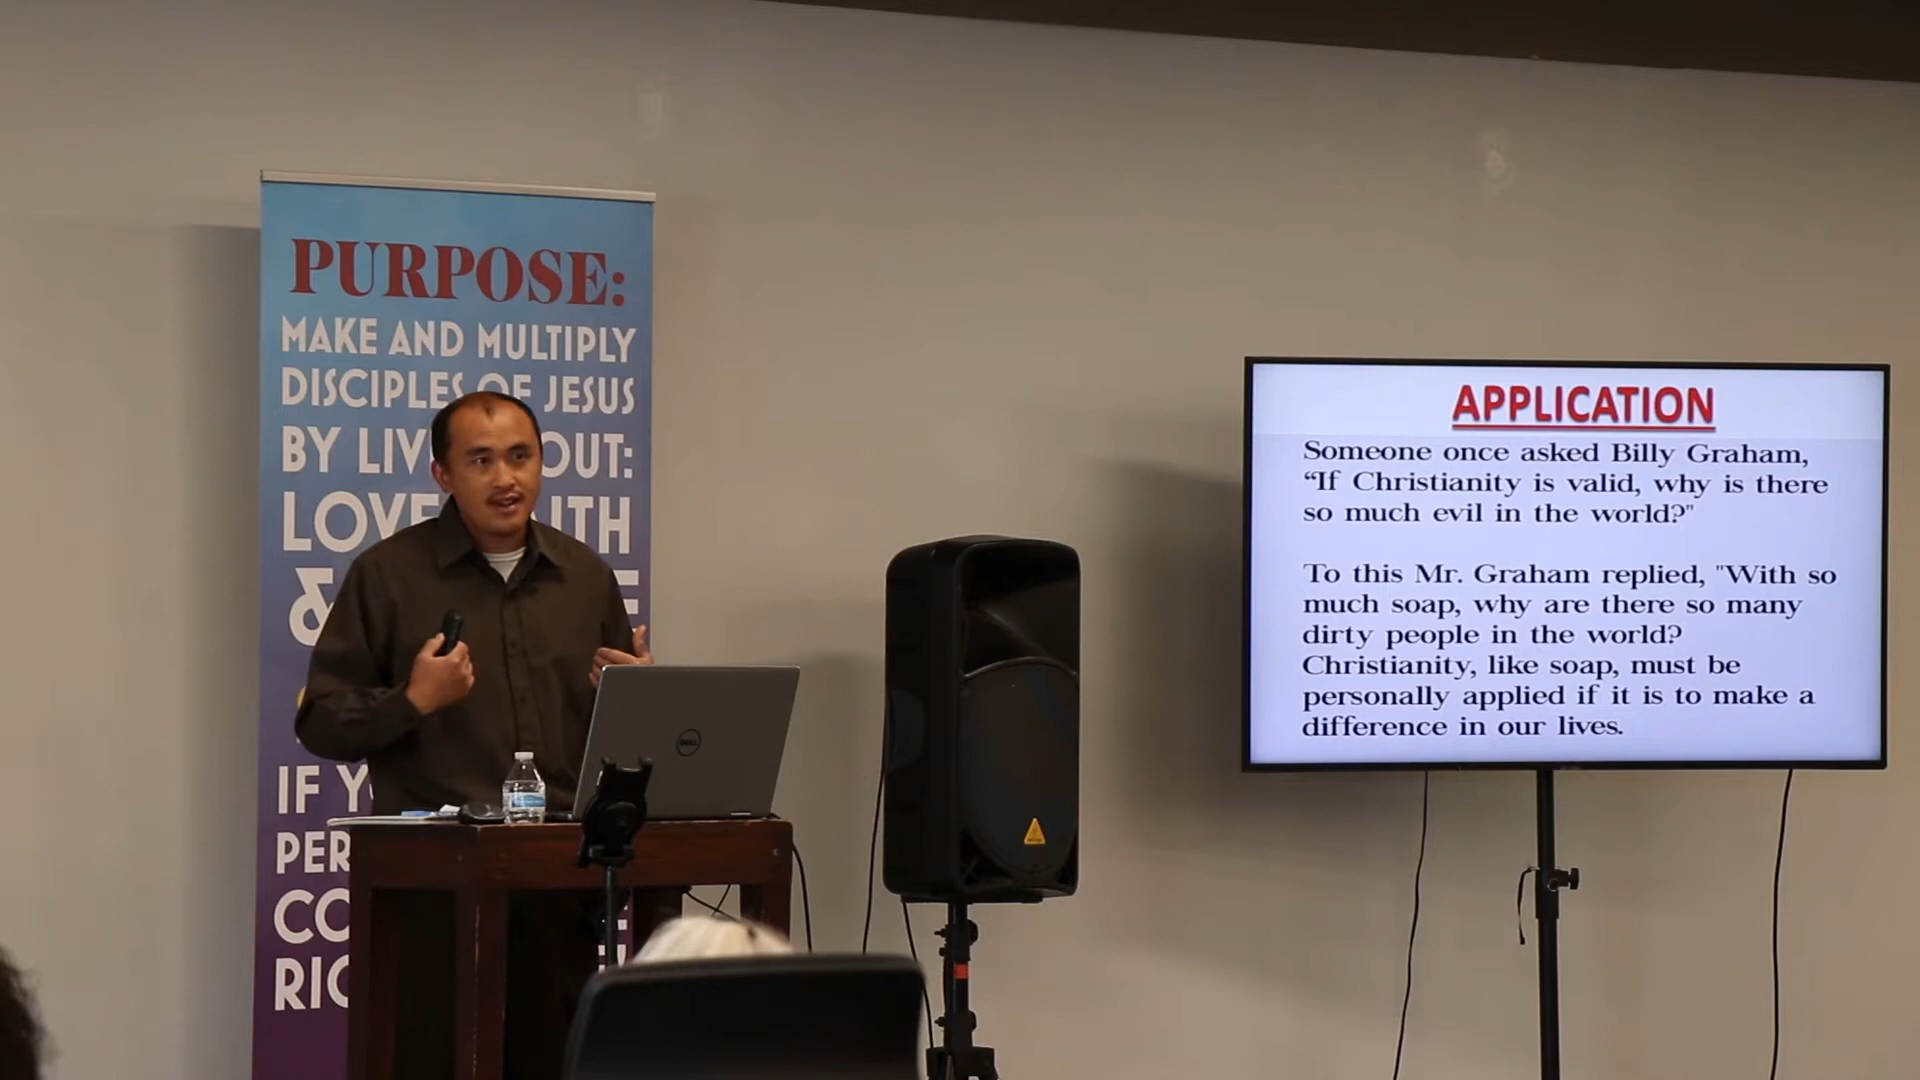 PURPOSE:
MAKE AND MULTIPLY
DISCIPLES OF JESUS
BY LIV OUT:
LOVE
&
IF
PER
CO
RIG
DELL
APPLICATION
Someone once asked Billy Graham,
“If Christianity is valid, why is there
so much evil in the world?"
To this Mr. Graham replied, "With so
much soap, why are there so many
dirty people in the world?
Christianity, like soap, must be
personally applied if it is to make a
difference in our lives.